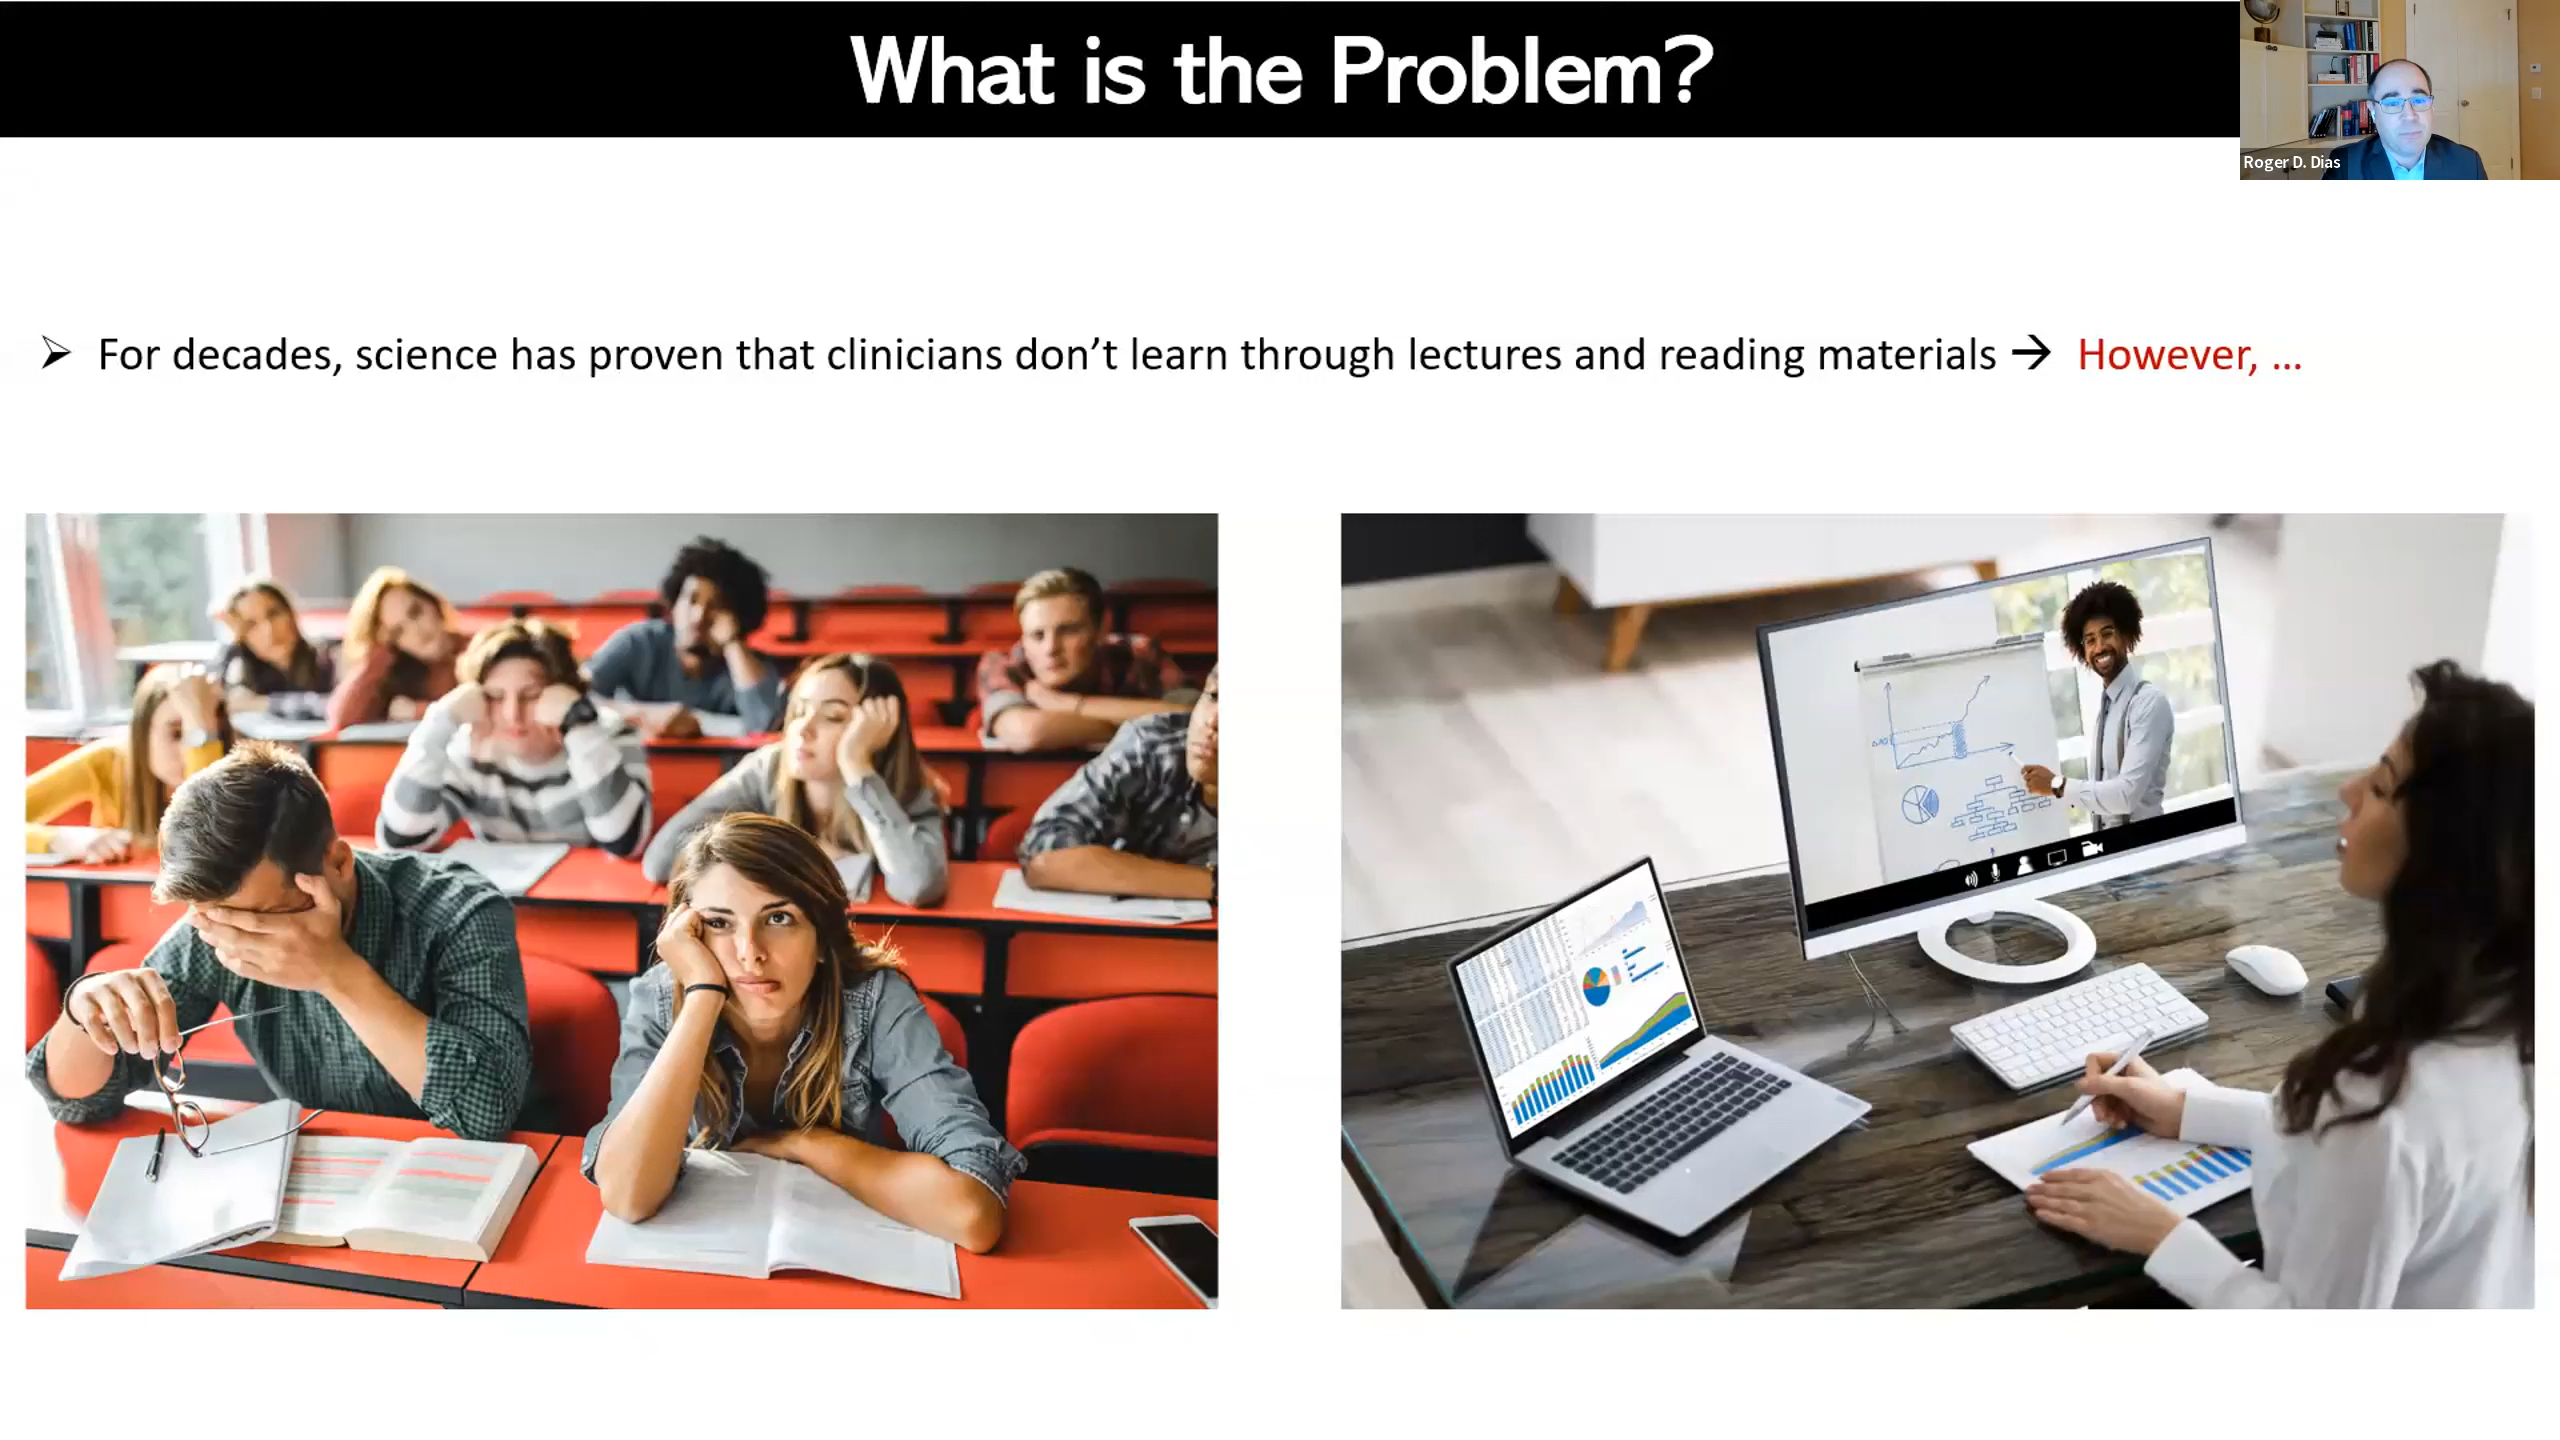 What is the Problem?
Roger D. Dias
➢ For decades, science has proven that clinicians don’t learn through lectures and reading materials → However, ...